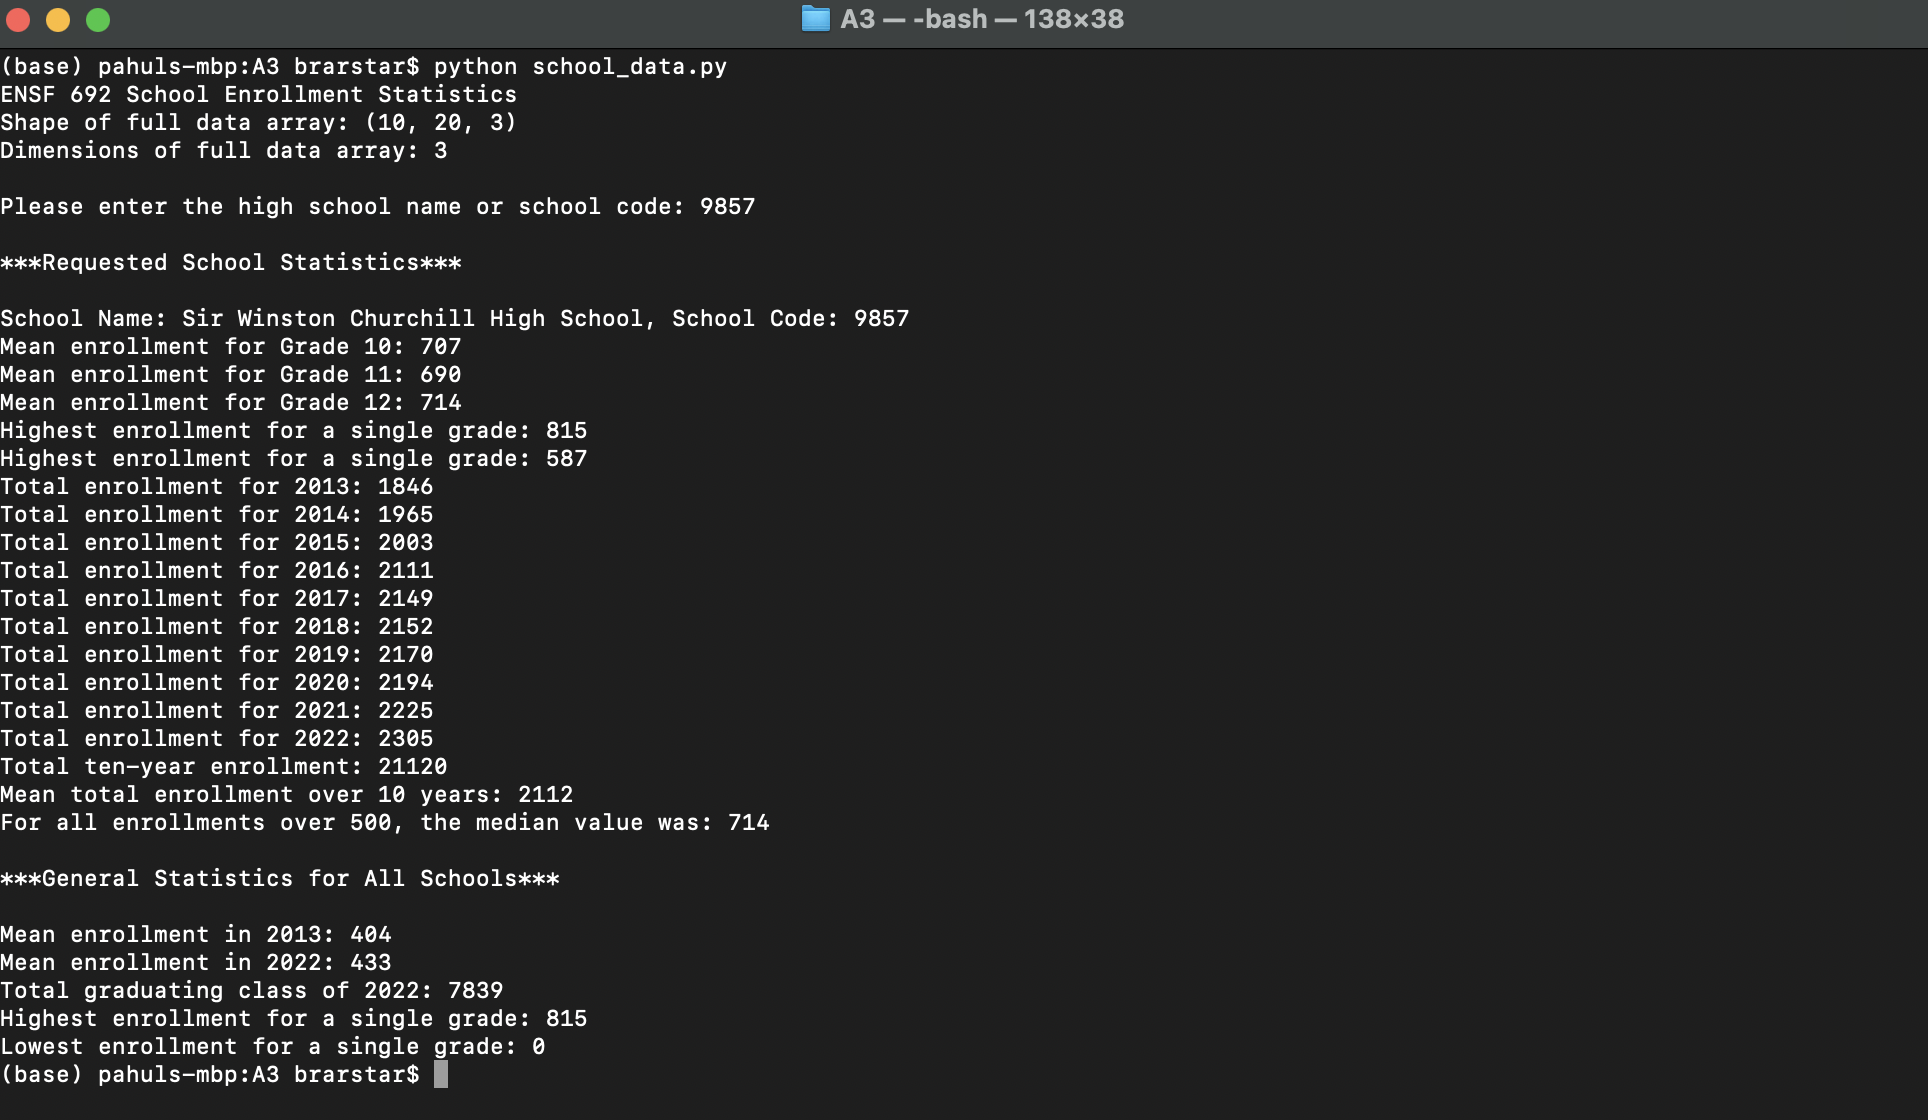 A3 — -bash — 138×38
(base) pahuls-mbp:A3 brarstar$ python school_data.py
ENSF 692 School Enrollment Statistics
Shape of full data array: (10, 20, 3)
Dimensions of full data array: 3
Please enter the high school name or school code: 9857
***Requested School Statistics***
School Name: Sir Winston Churchill High School, School Code: 9857
Mean enrollment for Grade 10: 707
Mean enrollment for Grade 11: 690
Mean enrollment for Grade 12: 714
Highest enrollment for a single grade: 815
Highest enrollment for a single grade: 587
Total enrollment for 2013: 1846
Total enrollment for 2014: 1965
Total enrollment for 2015: 2003
Total enrollment for 2016: 2111
Total enrollment for 2017: 2149
Total enrollment for 2018: 2152
Total enrollment for 2019: 2170
Total enrollment for 2020: 2194
Total enrollment for 2021: 2225
Total enrollment for 2022: 2305
Total ten-year enrollment: 21120
Mean total enrollment over 10 years: 2112
For all enrollments over 500, the median value was: 714
***General Statistics for All Schools***
Mean enrollment in 2013: 404
Mean enrollment in 2022: 433
Total graduating class of 2022: 7839
Highest enrollment for a single grade: 815
Lowest enrollment for a single grade: 0
(base) pahuls-mbp:A3 brarstar$